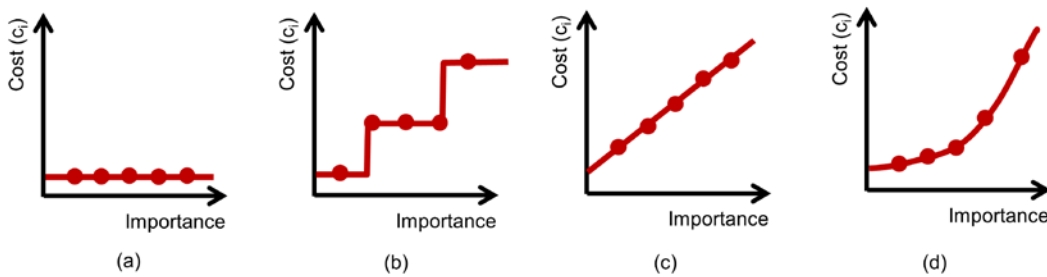 Cost (cᵢ)
Importance
(a)
Cost (cᵢ)
Importance
(b)
Cost (cᵢ)
Importance
(c)
Cost (cᵢ)
Importance
(d)